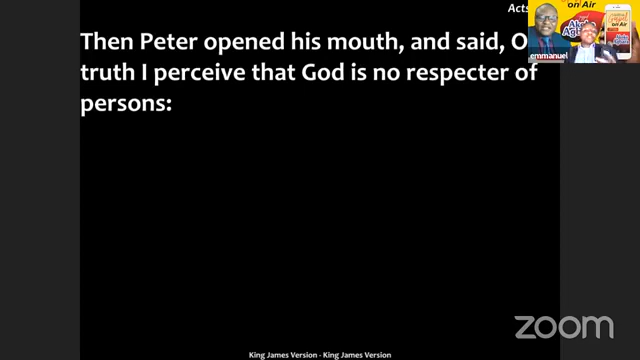 Acts
on Air
Then Peter opened his mouth, and said, O
emmanuel
truth I perceive that God is no respecter of
persons:
zoom
King James Version - King James Version